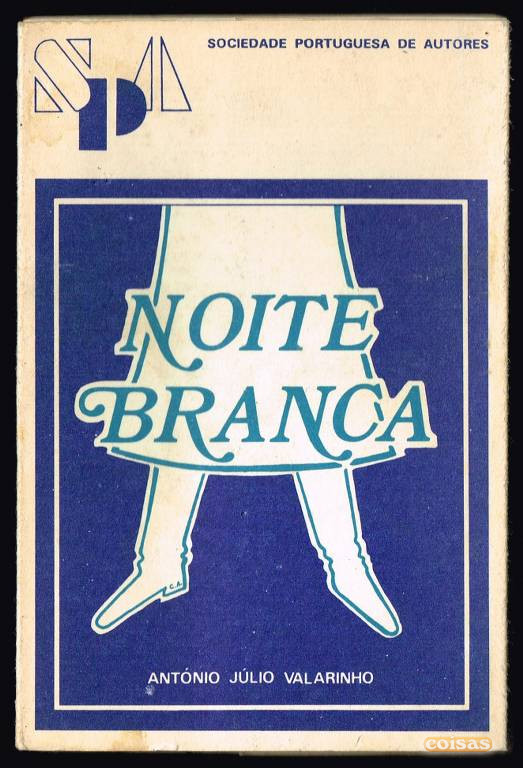 SPA
SOCIEDADE PORTUGUESA DE AUTORES
NOITE
BRANCA
C.A.
ANTÓNIO JÚLIO VALARINHO
coisas